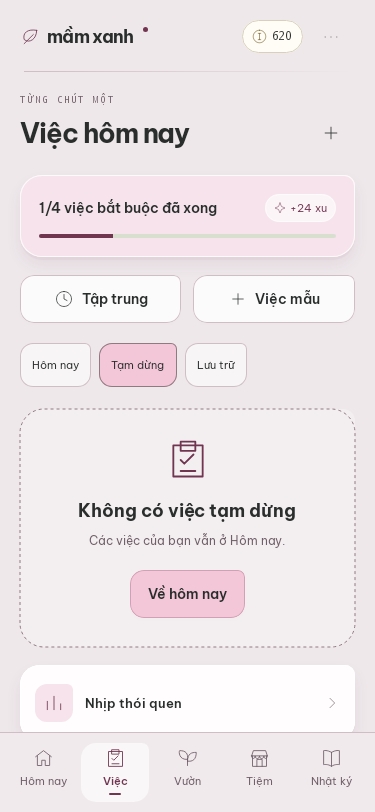 mầm xanh
620
TỪNG CHÚT MỘT
Việc hôm nay
1/4 việc bắt buộc đã xong
+24 xu
Tập trung
Việc mẫu
Hôm nay
Tạm dừng
Lưu trữ
Không có việc tạm dừng
Các việc của bạn vẫn ở Hôm nay.
Về hôm nay
Nhịp thói quen
Hôm nay
Việc
Vườn
Tiệm
Nhật ký